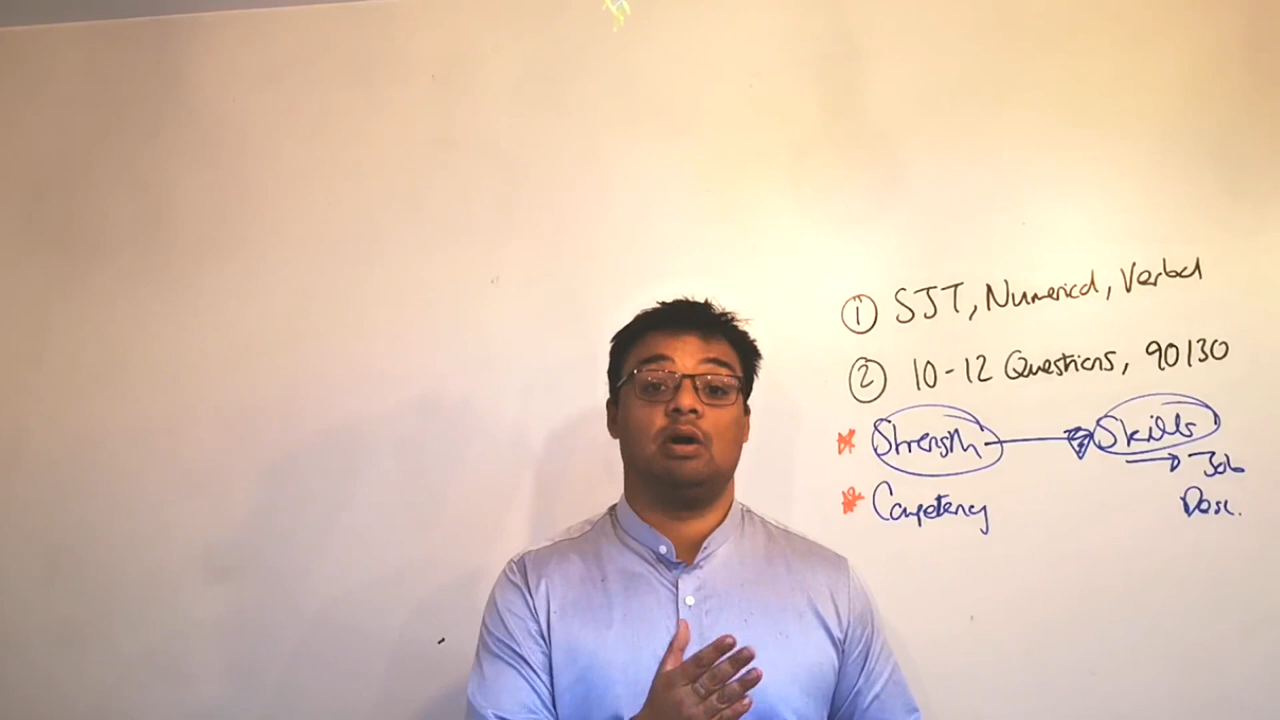 ① SJT, Numerical, Verbal
② 10-12 Questions, 90/30
* Strength → Skills
→ Job
* Competency Desc.